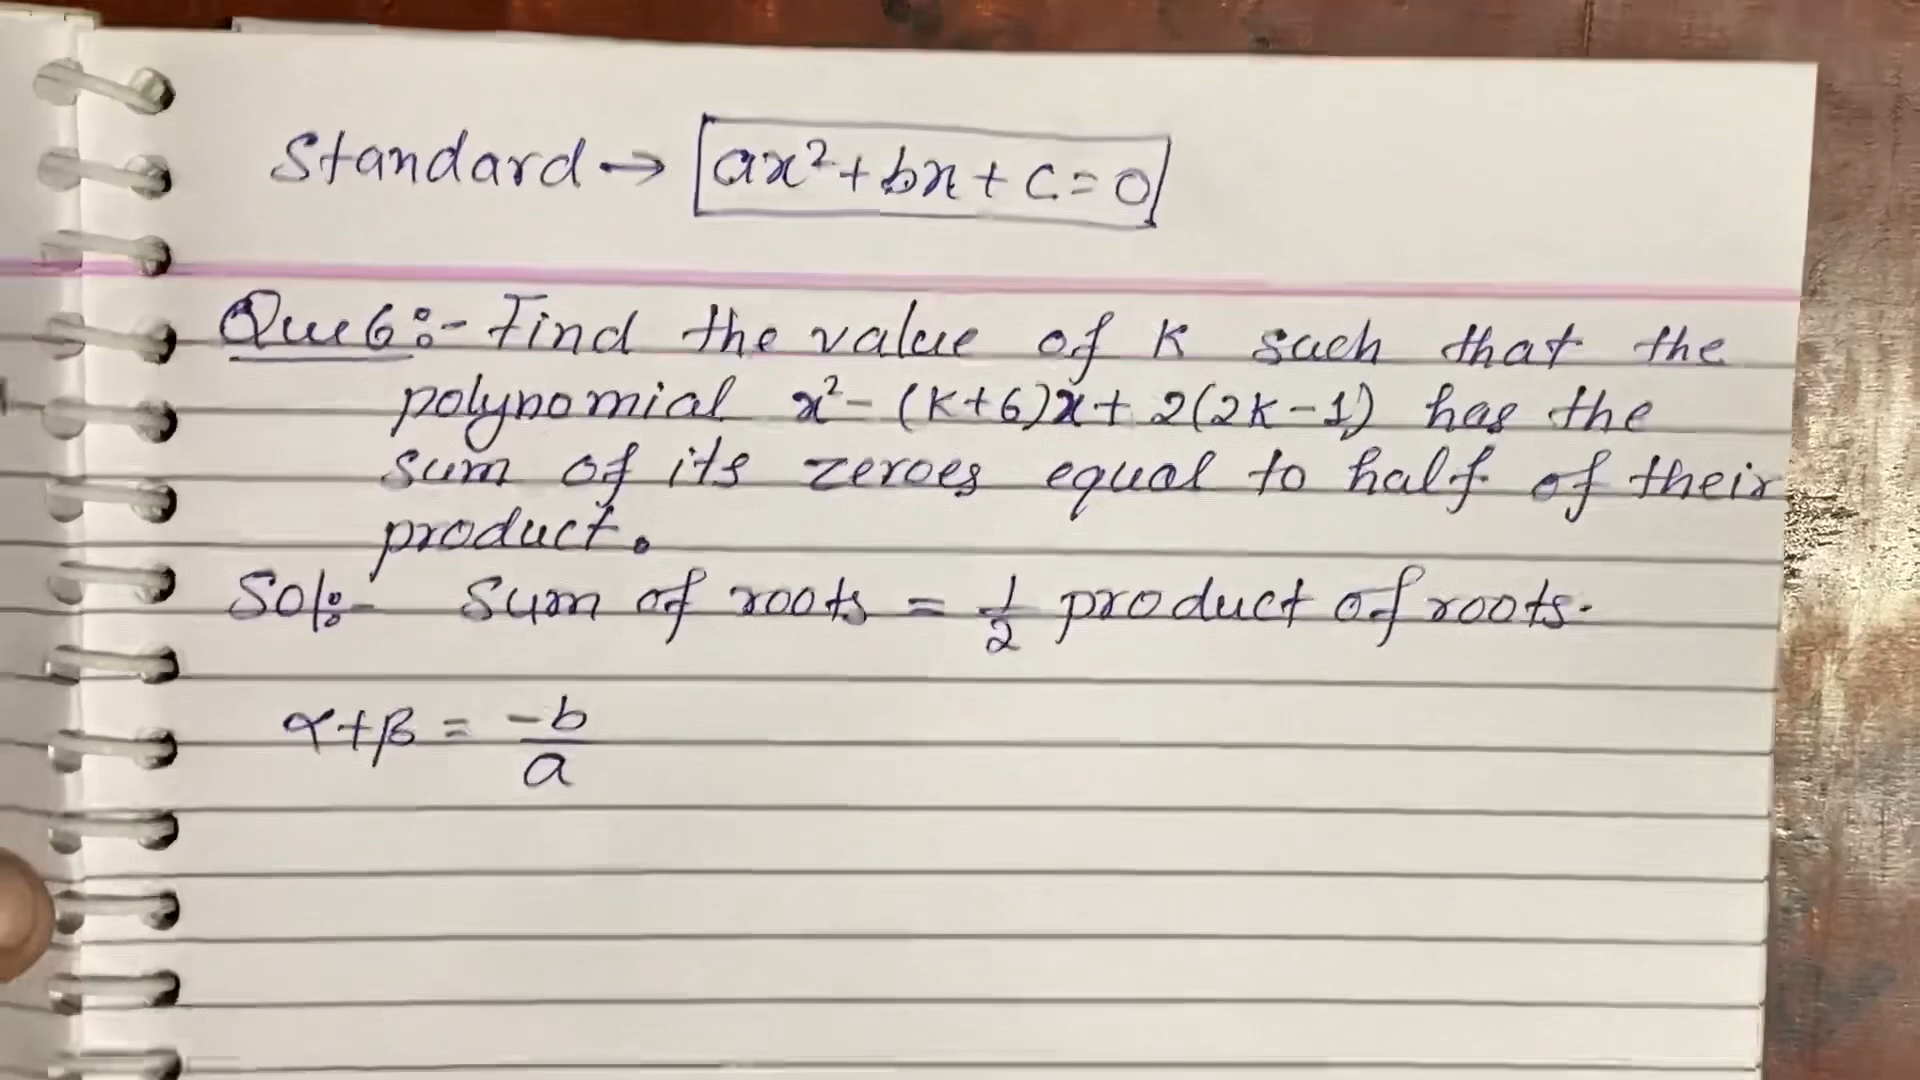 Standard → ax²+bx+c=0
Que 6:- Find the value of K such that the
polynomial x²-(K+6)x+2(2K-1) has the
sum of its zeroes equal to half of their
product.
Sol:- Sum of roots = 1/2 product of roots.
α+β = -b/a